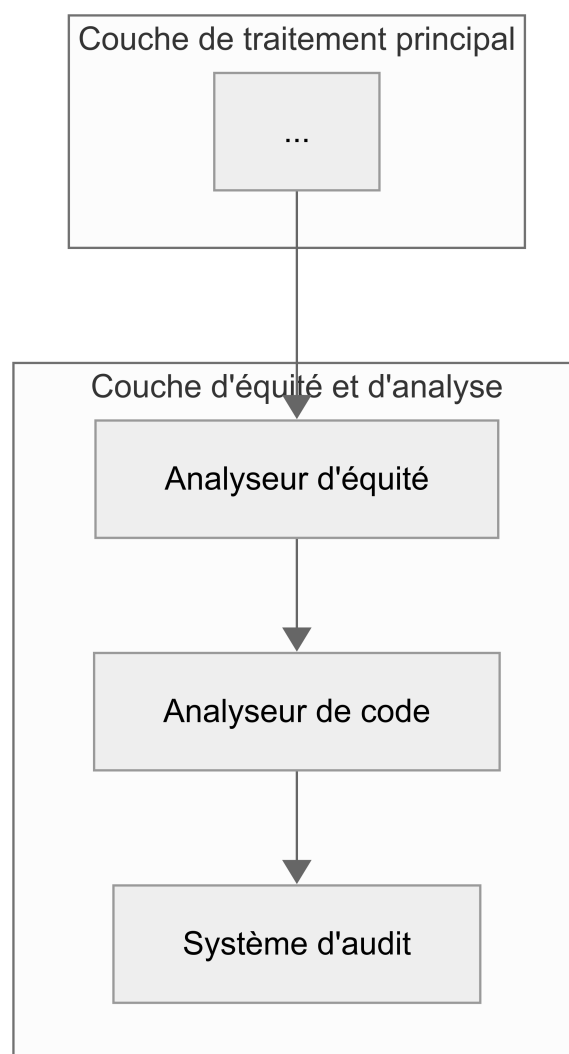 Couche de traitement principal
...
Couche d'équité et d'analyse
Analyseur d'équité
Analyseur de code
Système d'audit